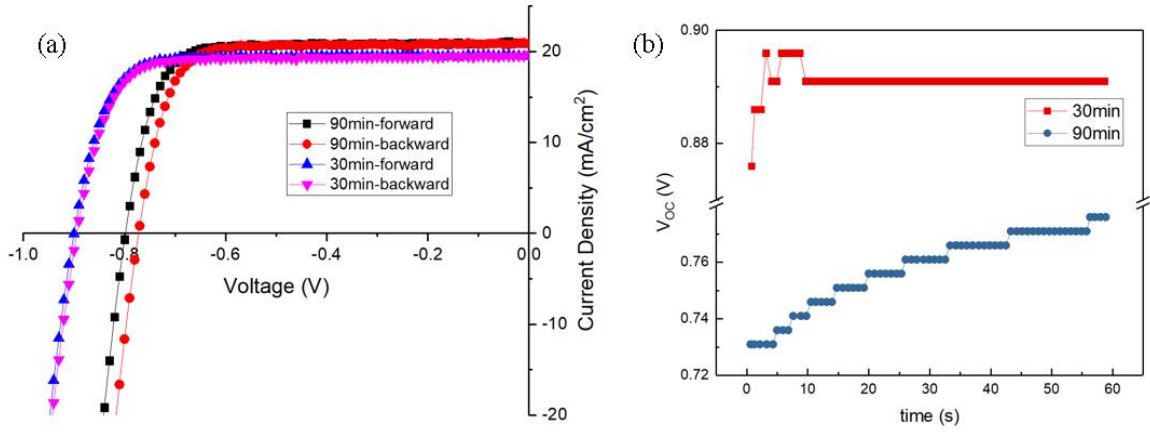 (a)
90min-forward
90min-backward
30min-forward
30min-backward
20
10
0
-10
-20
-1.0
-0.8
-0.6
-0.4
-0.2
0.0
Voltage (V)
Current Density (mA/cm²)
(b)
0.90
0.88
0.76
0.74
0.72
V_OC (V)
30min
90min
0
10
20
30
40
50
60
time (s)